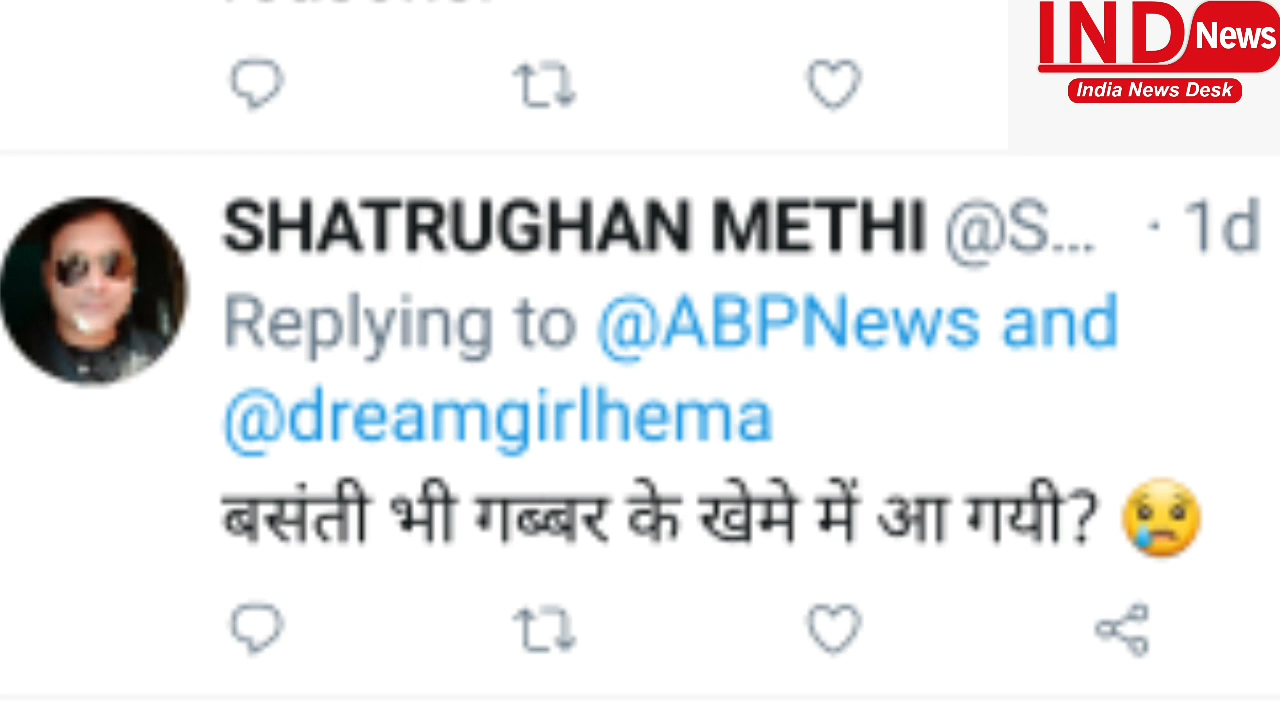 IND News
India News Desk
SHATRUGHAN METHI @S... · 1d
Replying to @ABPNews and
@dreamgirlhema
बसंती भी गब्बर के खेमे में आ गयी? 😢